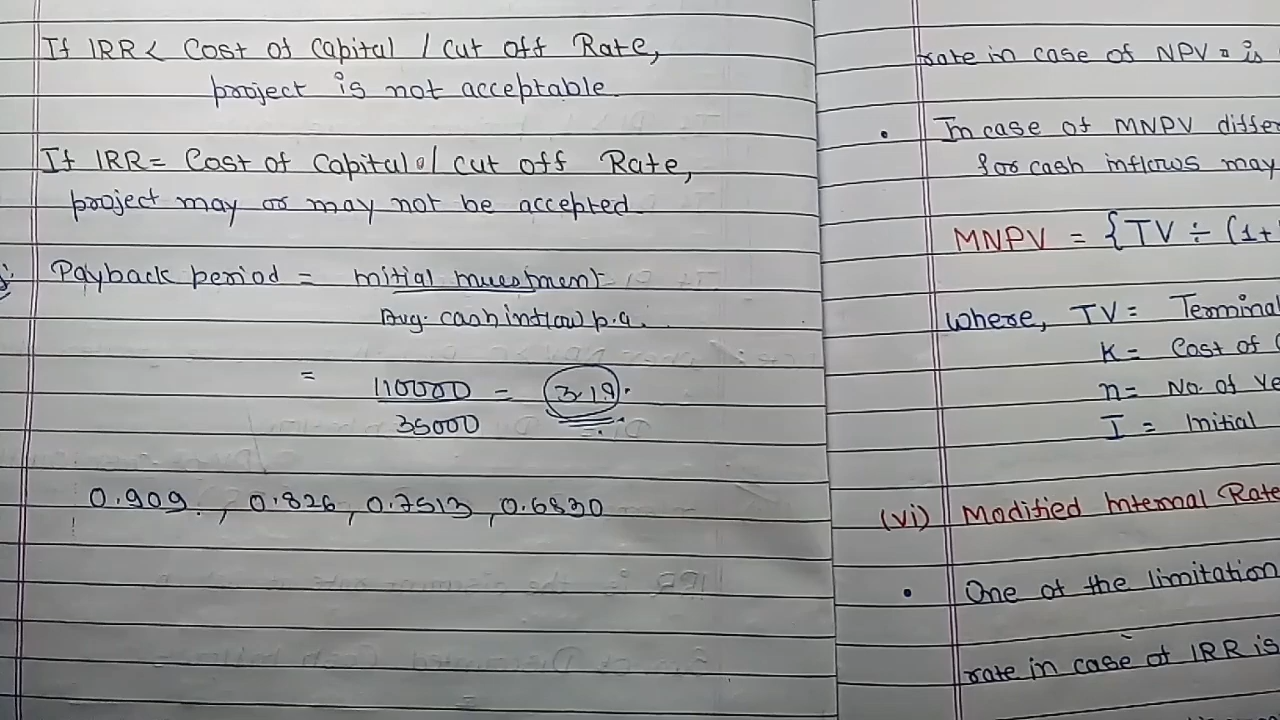 If IRR < Cost of Capital / Cut off Rate,
project is not acceptable.
If IRR = Cost of Capital / Cut off Rate,
project may or may not be accepted.
Payback period = Initial Investment
Avg. cash inflow p.a.
= 110000 = 3.19
35000
0.909, 0.826, 0.7513, 0.6830
rate in case of NPV is
• In case of MNPV differ
for cash inflows may
MNPV = {TV ÷ (1+
where, TV = Terminal
K = Cost of
n = No. of Ye
I = Initial
(vi) Modified Internal Rate
• One of the limitation
rate in case of IRR is